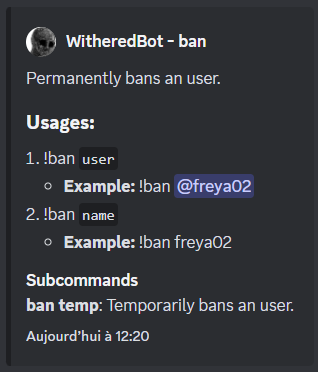 WitheredBot - ban
Permanently bans an user.
Usages:
1. !ban user
Example: !ban @freya02
2. !ban name
Example: !ban freya02
Subcommands
ban temp: Temporarily bans an user.
Aujourd’hui à 12:20